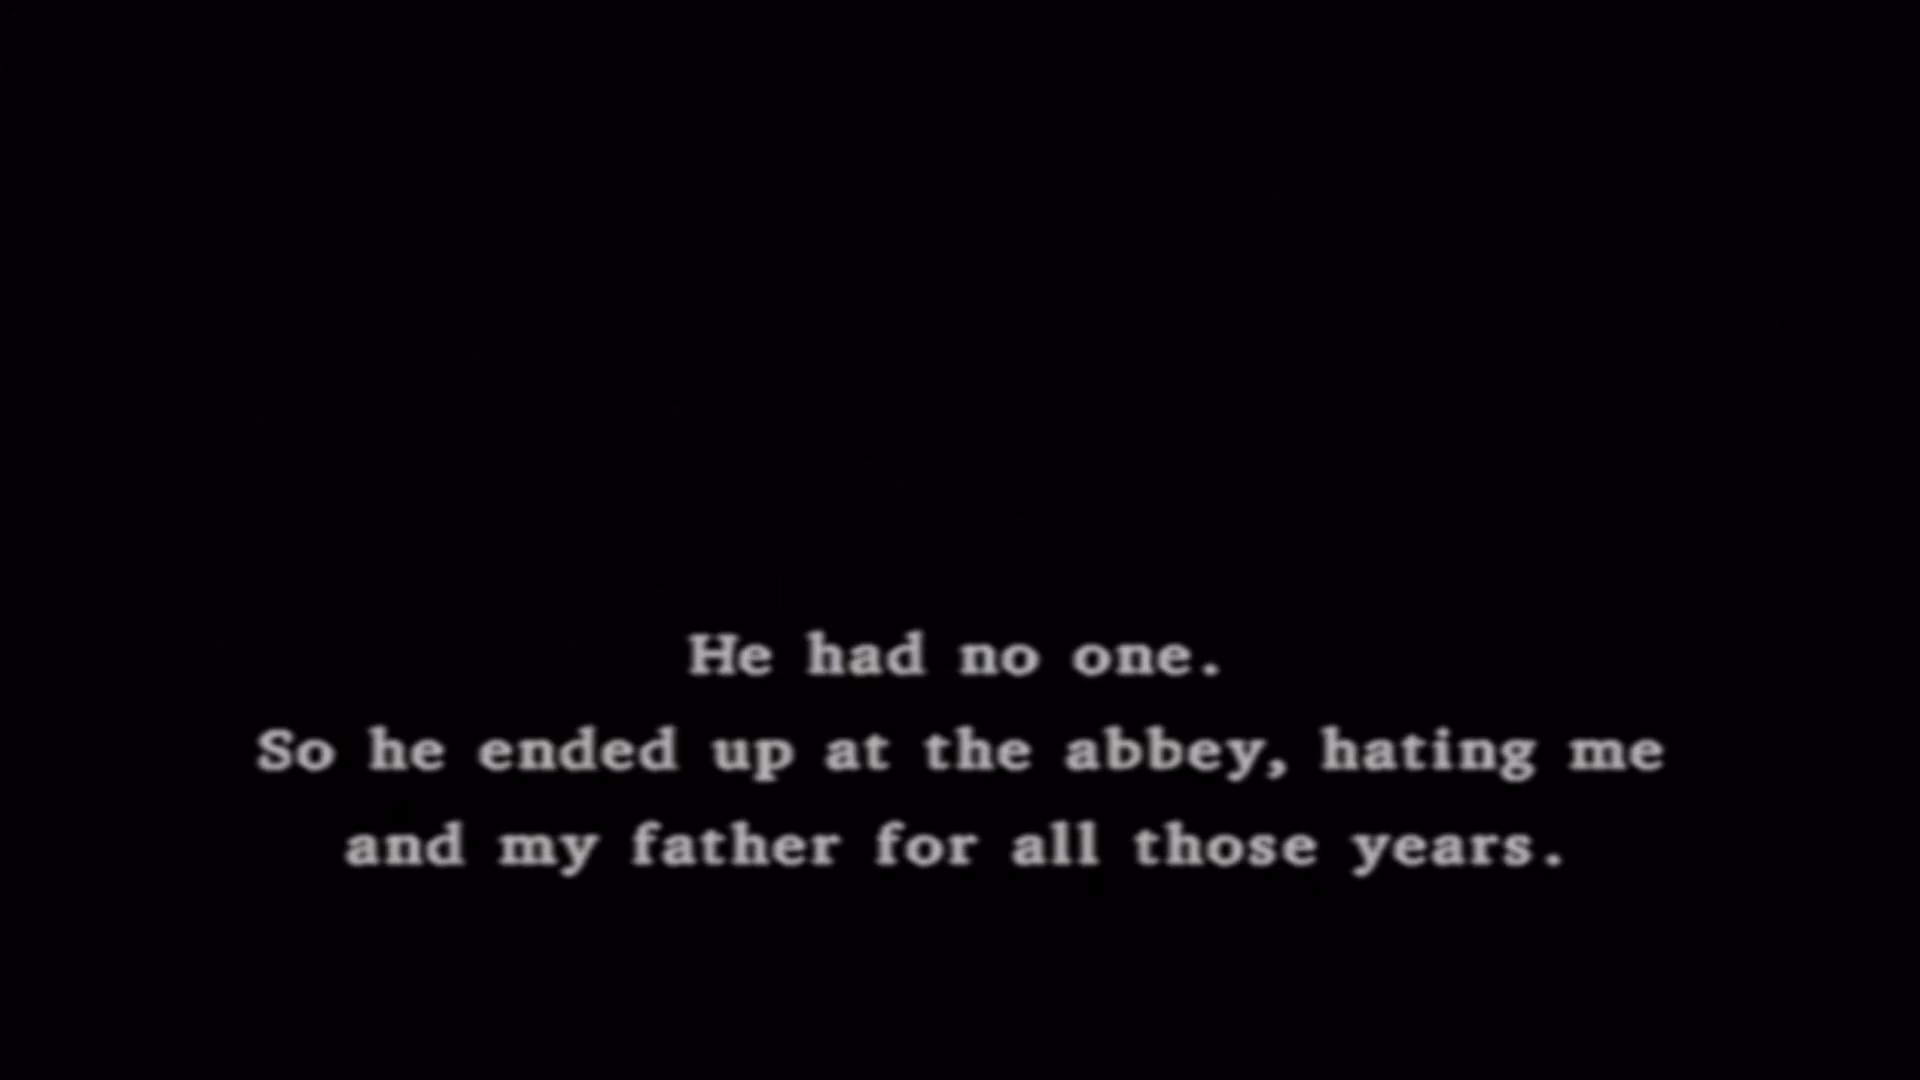 He had no one.
So he ended up at the abbey, hating me
and my father for all those years.